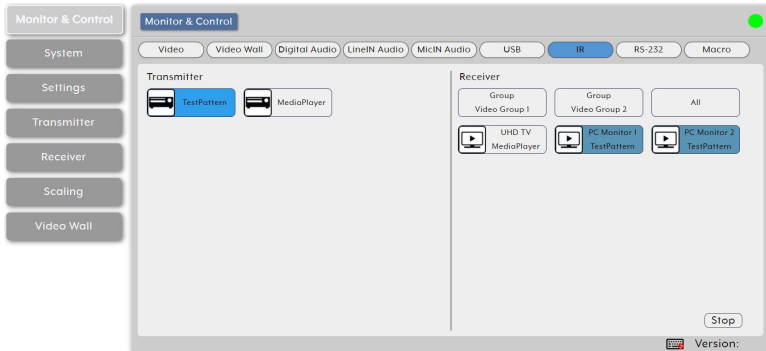 Monitor & Control
System
Settings
Transmitter
Receiver
Scaling
Video Wall
Monitor & Control
Video
Video Wall
Digital Audio
LineIN Audio
MicIN Audio
USB
IR
RS-232
Macro
Transmitter
TestPattern
MediaPlayer
Receiver
Group
Video Group 1
Group
Video Group 2
All
UHD TV
MediaPlayer
PC Monitor 1
TestPattern
PC Monitor 2
TestPattern
Stop
Version: